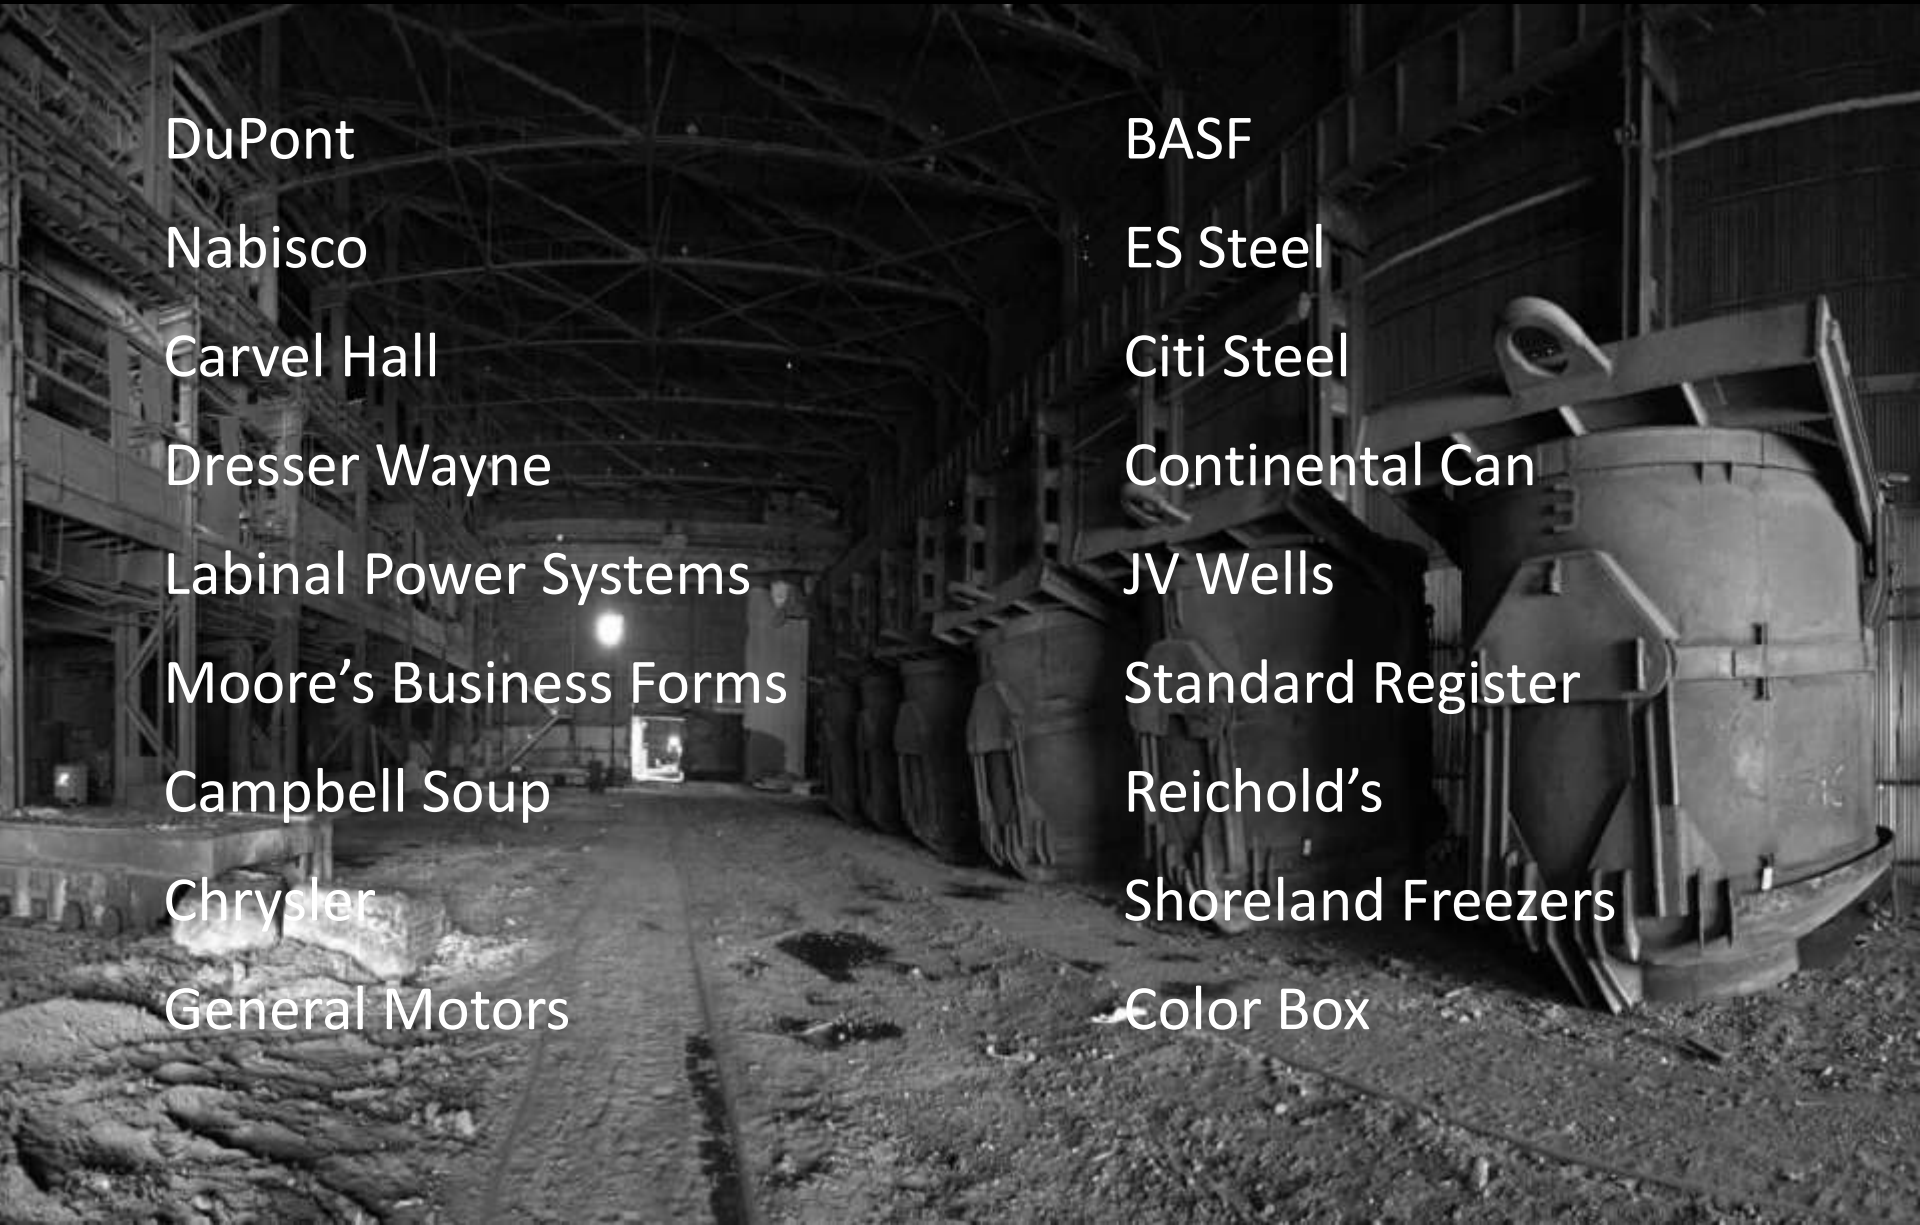 DuPont
Nabisco
Carvel Hall
Dresser Wayne
Labinal Power Systems
Moore’s Business Forms
Campbell Soup
Chrysler
General Motors
BASF
ES Steel
Citi Steel
Continental Can
JV Wells
Standard Register
Reichold’s
Shoreland Freezers
Color Box